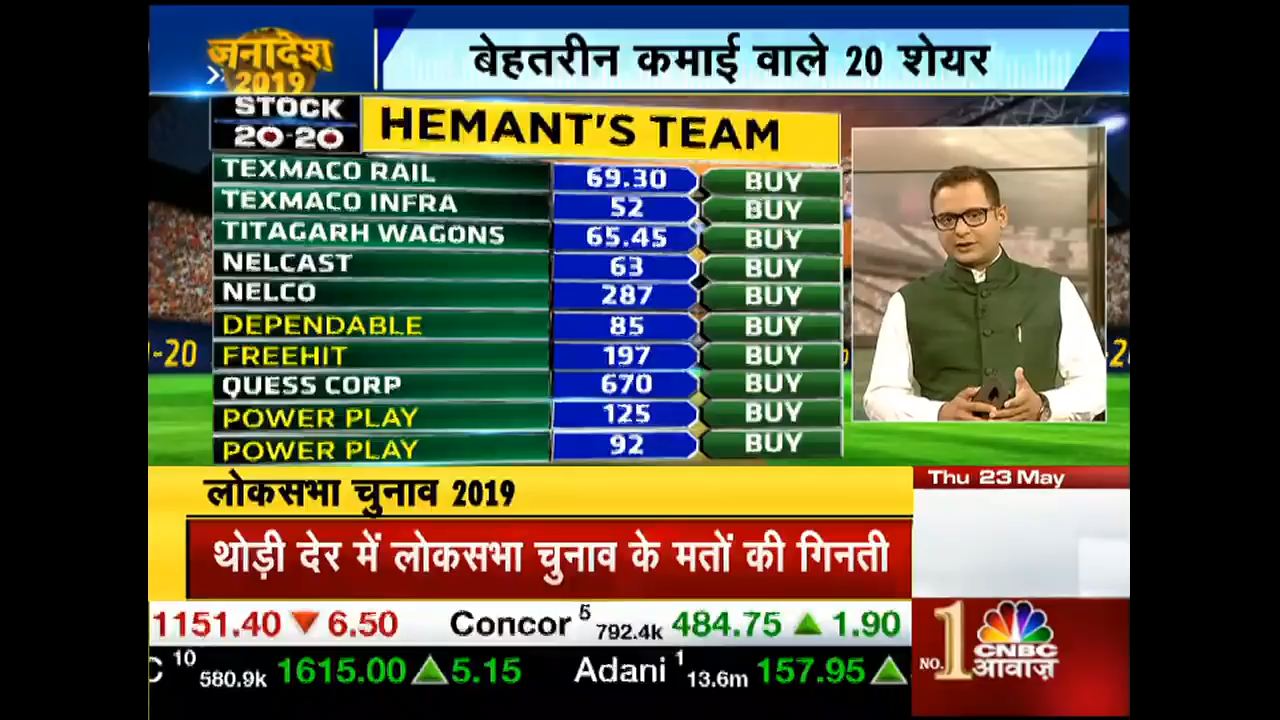 जनादेश
2019
बेहतरीन कमाई वाले 20 शेयर
STOCK
20-20
HEMANT'S TEAM
TEXMACO RAIL 69.30 BUY
TEXMACO INFRA 52 BUY
TITAGARH WAGONS 65.45 BUY
NELCAST 63 BUY
NELCO 287 BUY
DEPENDABLE 85 BUY
FREEHIT 197 BUY
QUESS CORP 670 BUY
POWER PLAY 125 BUY
POWER PLAY 92 BUY
-20
लोकसभा चुनाव 2019
Thu 23 May
थोड़ी देर में लोकसभा चुनाव के मतों की गिनती
1151.40 ▼ 6.50 Concor 5 792.4k 484.75 ▲ 1.90
10 580.9k 1615.00 ▲ 5.15 Adani 1 13.6m 157.95 ▲
NO. 1 CNBC आवाज़